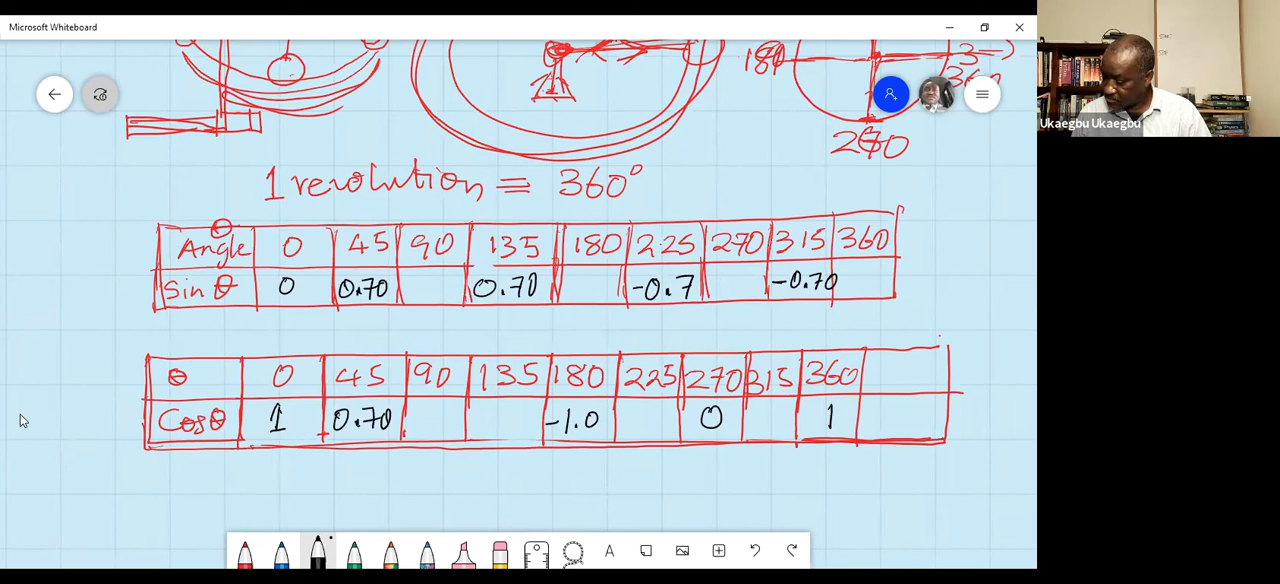 Microsoft Whiteboard
Ukaegbu Ukaegbu
180
360
1 revolution = 360°
θ
Angle 0 45 90 135 180 225 270 315 360
Sin θ 0 0.70 0.70 -0.7 -0.70
θ 0 45 90 135 180 225 270 315 360
Cosθ 1 0.70 -1.0 0 1
A